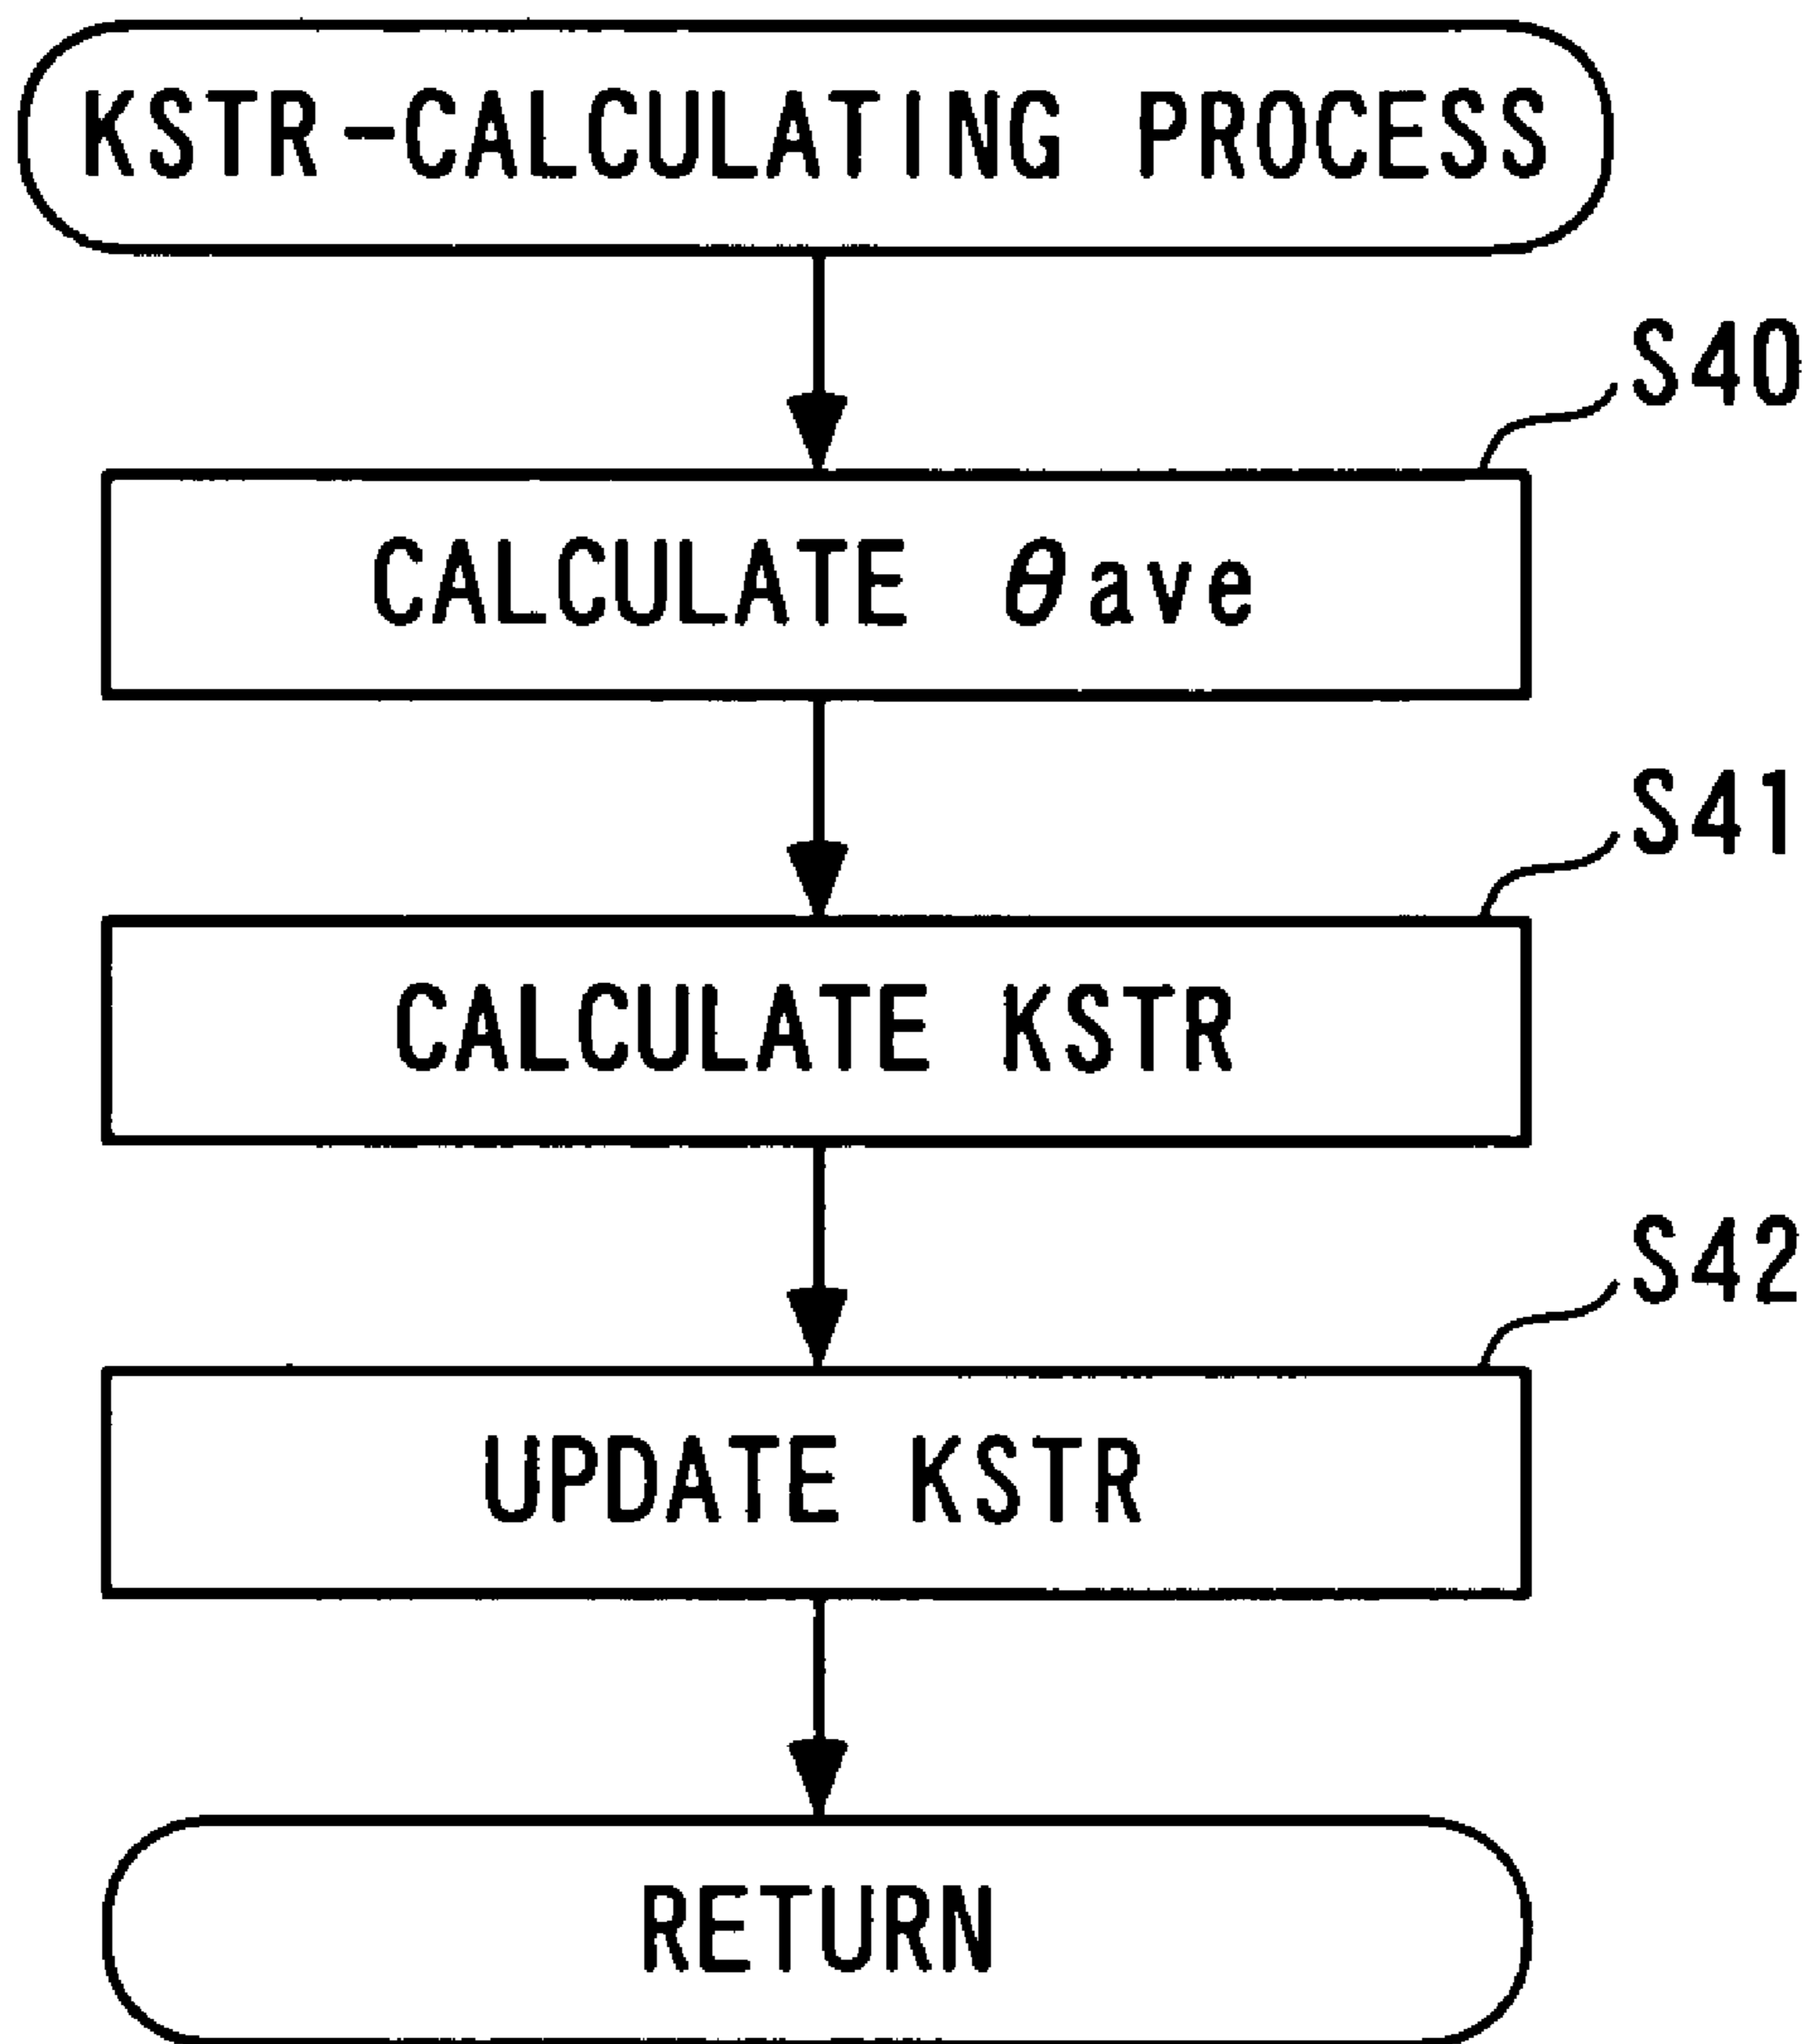 KSTR-CALCULATING PROCESS
S40
CALCULATE θave
S41
CALCULATE KSTR
S42
UPDATE KSTR
RETURN